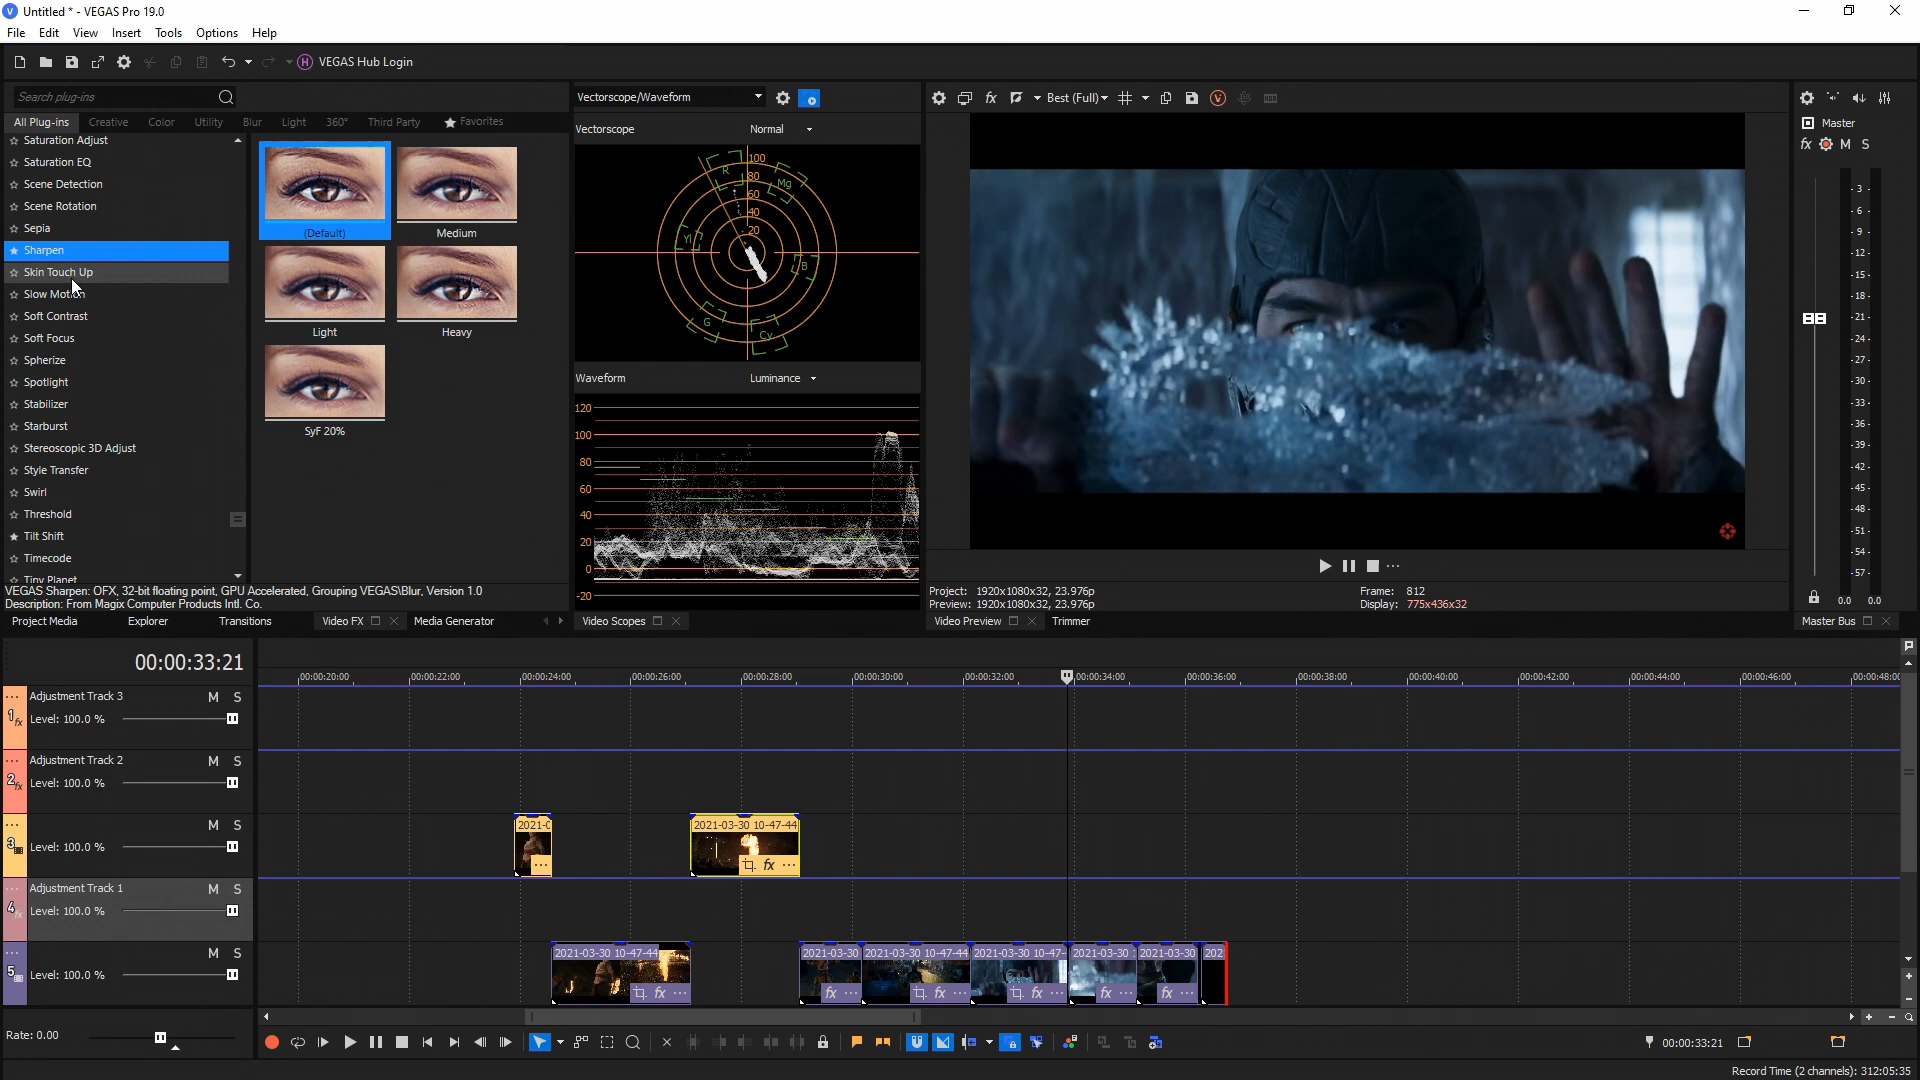 Untitled * - VEGAS Pro 19.0
File Edit View Insert Tools Options Help
VEGAS Hub Login
Search plug-ins
All Plug-ins Creative Color Utility Blur Light 360° Third Party Favorites
Saturation Adjust
Saturation EQ
Scene Detection
Scene Rotation
Sepia
Sharpen
Skin Touch Up
Slow Motion
Soft Contrast
Soft Focus
Spherize
Spotlight
Stabilizer
Starburst
Stereoscopic 3D Adjust
Style Transfer
Swirl
Threshold
Tilt Shift
Timecode
Tiny Planet
(Default) Medium
Light Heavy
SyF 20%
VEGAS Sharpen: OFX, 32-bit floating point, GPU Accelerated, Grouping VEGAS\Blur, Version 1.0
Description: From Magix Computer Products Intl. Co.
Project Media Explorer Transitions Video FX Media Generator
Vectorscope/Waveform
Vectorscope Normal
100
80
60
40
20
R Mg B Cy G Yl
Waveform Luminance
120
100
80
60
40
20
0
-20
Video Scopes
Best (Full)
Project: 1920x1080x32, 23.976p
Preview: 1920x1080x32, 23.976p
Frame: 812
Display: 775x436x32
Video Preview Trimmer
Master
fx M S
-3-
-6-
-9-
-12-
-15-
-18-
-21-
-24-
-27-
-30-
-33-
-36-
-39-
-42-
-45-
-48-
-51-
-54-
-57-
0.0 0.0
Master Bus
00:00:33:21
00:00:20:00 00:00:22:00 00:00:24:00 00:00:26:00 00:00:28:00 00:00:30:00 00:00:32:00 00:00:34:00 00:00:36:00 00:00:38:00 00:00:40:00 00:00:42:00 00:00:44:00 00:00:46:00 00:00:48:00
1 fx Adjustment Track 3 M S
Level: 100.0 %
2 fx Adjustment Track 2 M S
Level: 100.0 %
3 M S
Level: 100.0 %
2021-0 2021-03-30 10-47-44
fx
4 fx Adjustment Track 1 M S
Level: 100.0 %
5 M S
Level: 100.0 %
2021-03-30 10-47-44 2021-03-30 2021-03-30 10-47-44 2021-03-30 10-47- 2021-03-30 2021-03-30 202
fx fx fx fx fx fx
Rate: 0.00
00:00:33:21
Record Time (2 channels): 312:05:35